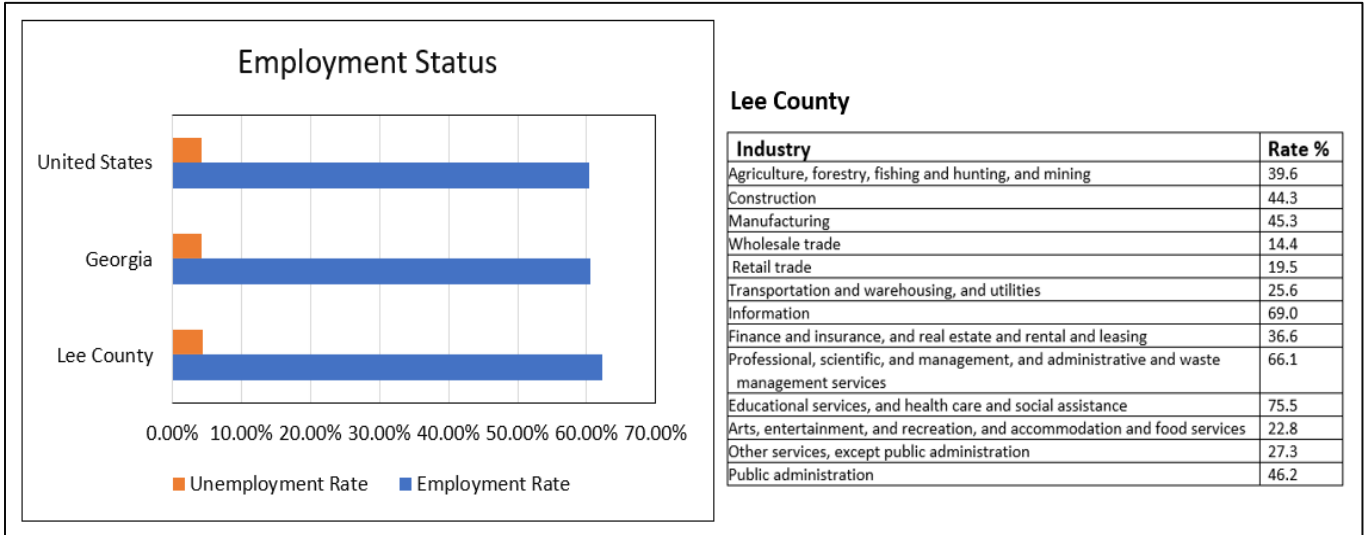 Employment Status
United States
Georgia
Lee County
0.00% 10.00% 20.00% 30.00% 40.00% 50.00% 60.00% 70.00%
Unemployment Rate Employment Rate
Lee County
Industry Rate %
Agriculture, forestry, fishing and hunting, and mining 39.6
Construction 44.3
Manufacturing 45.3
Wholesale trade 14.4
Retail trade 19.5
Transportation and warehousing, and utilities 25.6
Information 69.0
Finance and insurance, and real estate and rental and leasing 36.6
Professional, scientific, and management, and administrative and waste 66.1
management services
Educational services, and health care and social assistance 75.5
Arts, entertainment, and recreation, and accommodation and food services 22.8
Other services, except public administration 27.3
Public administration 46.2